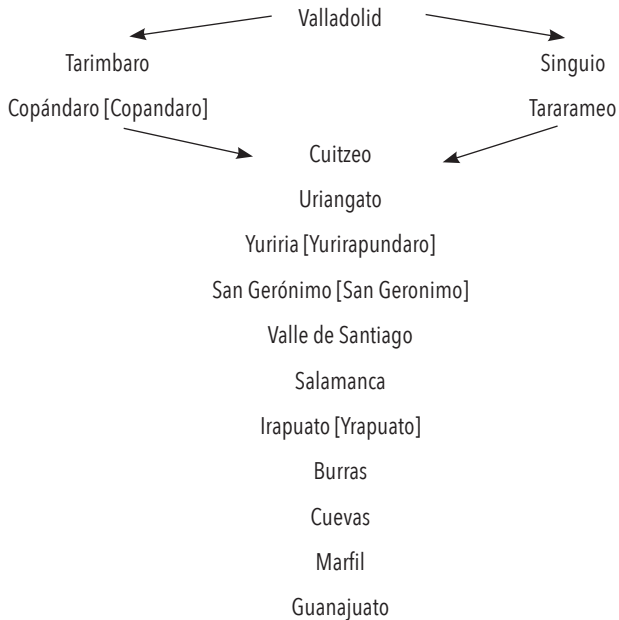 Valladolid
Tarimbaro
Singuio
Copándaro [Copandaro]
Tararameo
Cuitzeo
Uriangato
Yuriria [Yurirapundaro]
San Gerónimo [San Geronimo]
Valle de Santiago
Salamanca
Irapuato [Yrapuato]
Burras
Cuevas
Marfil
Guanajuato